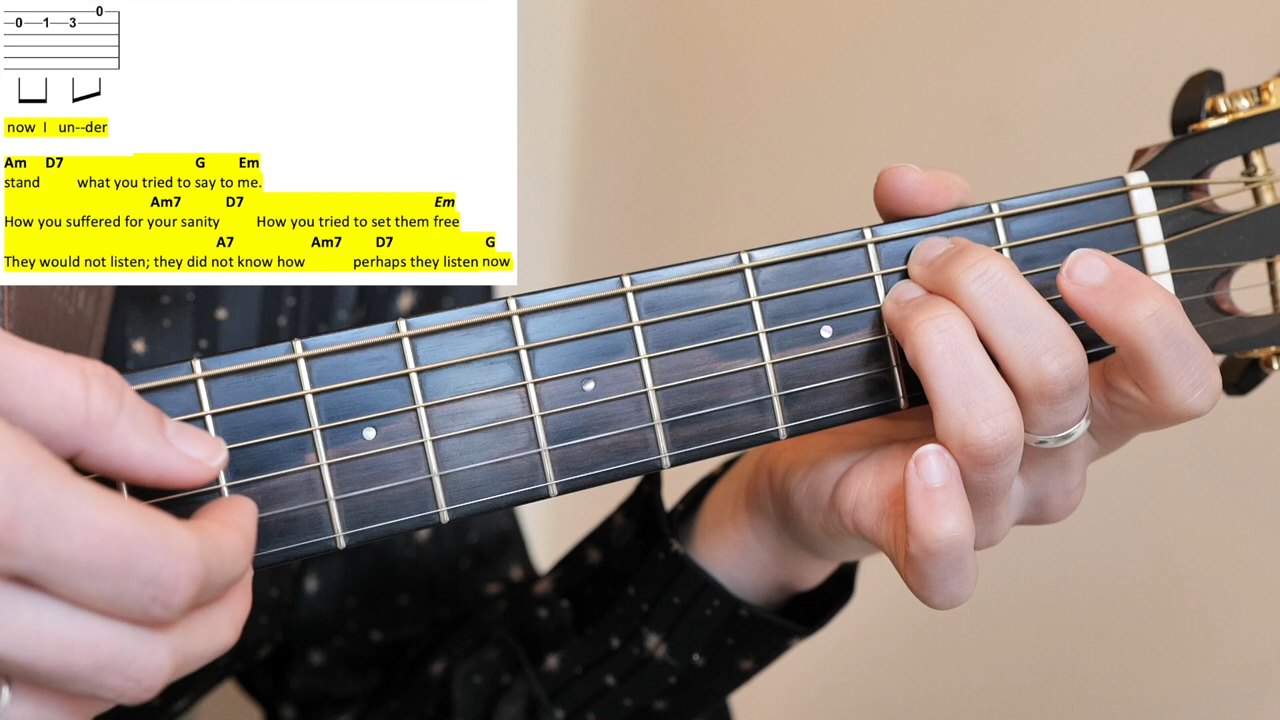 0
0 1 3
now I un--der
Am D7 G Em
stand what you tried to say to me.
Am7 D7 Em
How you suffered for your sanity How you tried to set them free
A7 Am7 D7 G
They would not listen; they did not know how perhaps they listen now